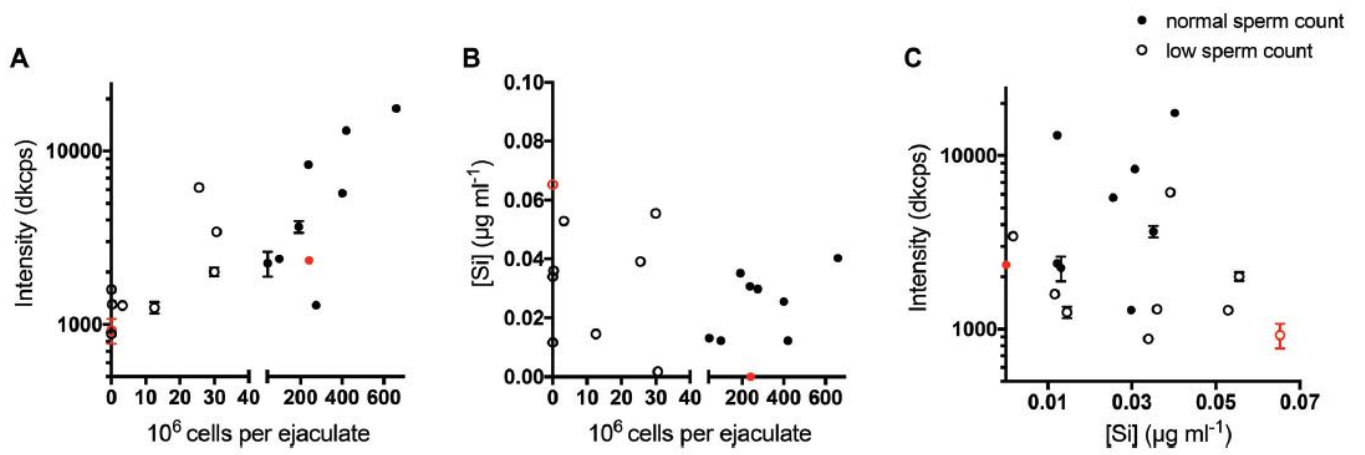 normal sperm count
low sperm count
A
B
C
Intensity (dkcps)
10000
1000
0 10 20 30 40 200 400 600
10⁶ cells per ejaculate
[Si] (µg ml⁻¹)
0.10
0.08
0.06
0.04
0.02
0.00
0 10 20 30 40 200 400 600
10⁶ cells per ejaculate
Intensity (dkcps)
10000
1000
0.01 0.03 0.05 0.07
[Si] (µg ml⁻¹)